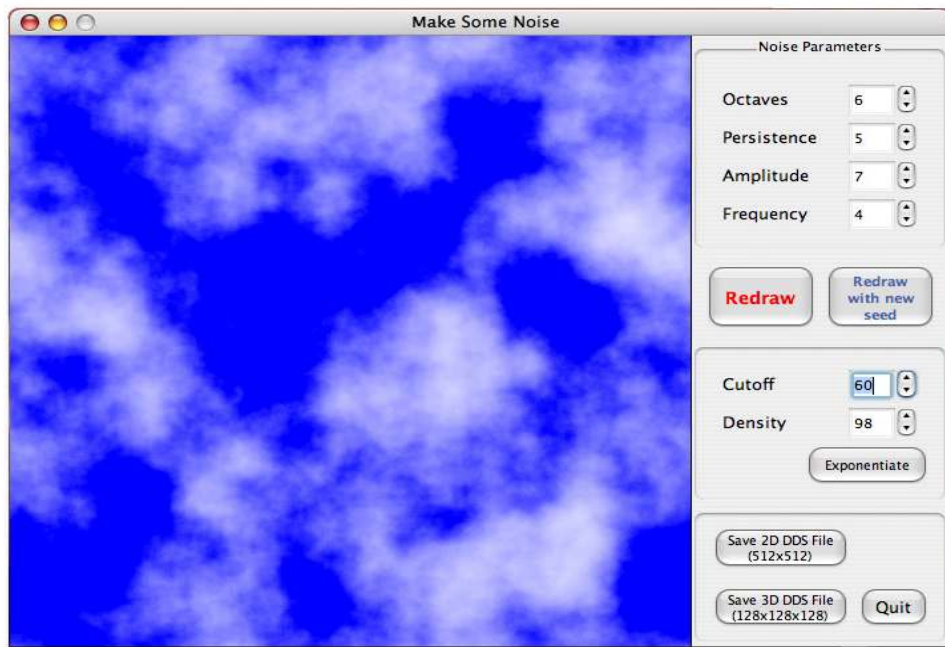 Make Some Noise
Noise Parameters
Octaves 6
Persistence 5
Amplitude 7
Frequency 4
Redraw
Redraw
with new
seed
Cutoff 60
Density 98
Exponentiate
Save 2D DDS File
(512x512)
Save 3D DDS File
(128x128x128)
Quit